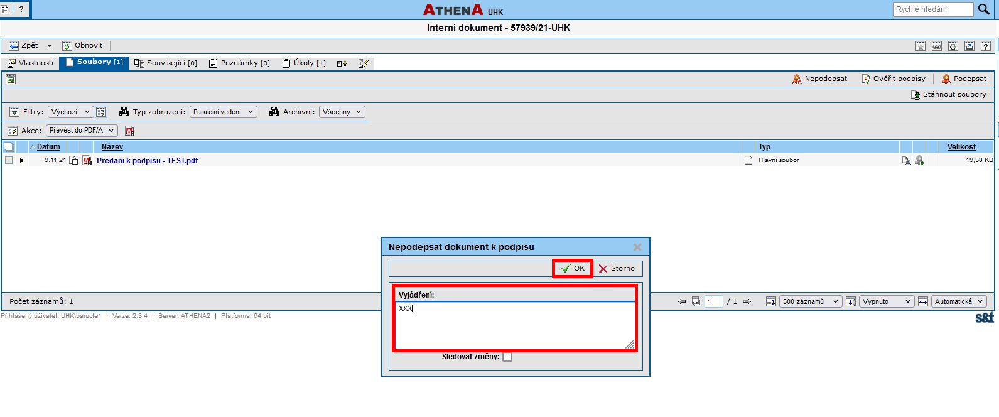 ?
ATHENA UHK
Rychlé hledání
Interní dokument - 57939/21-UHK
Zpět Obnovit
?
Vlastnosti Soubory [1] Související [0] Poznámky [0] Úkoly [1]
Nepodepsat Ověřit podpisy Podepsat
Stáhnout soubory
Filtry: Výchozí Typ zobrazení: Paralelní vedení Archivní: Všechny
Akce: Převést do PDF/A
Datum Název Typ Velikost
E 9.11.21 Predani k podpisu - TEST.pdf Hlavní soubor 19,38 KB
Nepodepsat dokument k podpisu
OK Storno
Vyjádření:
XXX
Sledovat změny:
Počet záznamů: 1
1 / 1 500 záznamů Vypnuto Automatická
Přihlášený uživatel: UHK\barucle1 | Verze: 2.3.4 | Server: ATHENA2 | Platforma: 64 bit
s&t